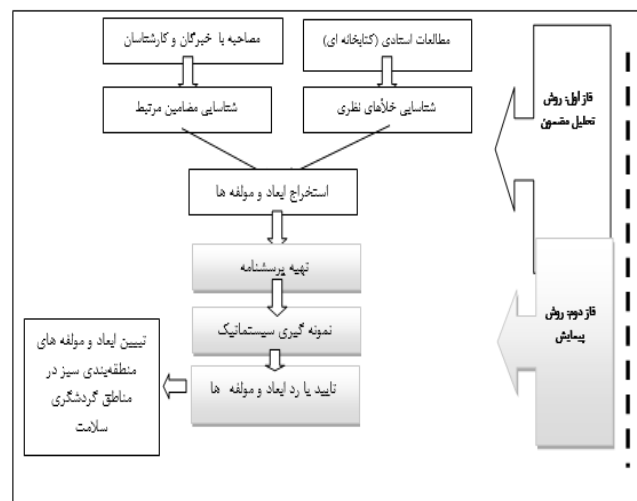 مطالعات اسنادی (کتابخانه ای)
مصاحبه با خبرگان و کارشناسان
شناسایی خلأهای نظری
شناسایی مضامین مرتبط
استخراج ابعاد و مولفه ها
تهیه پرسشنامه
نمونه گیری سیستماتیک
تایید یا رد ابعاد و مولفه ها
تبیین ابعاد و مولفه های
منطقه‌بندی سبز در
مناطق گردشگری
سلامت
فاز اول: روش
تحلیل مضمون
فاز دوم: روش
پیمایش